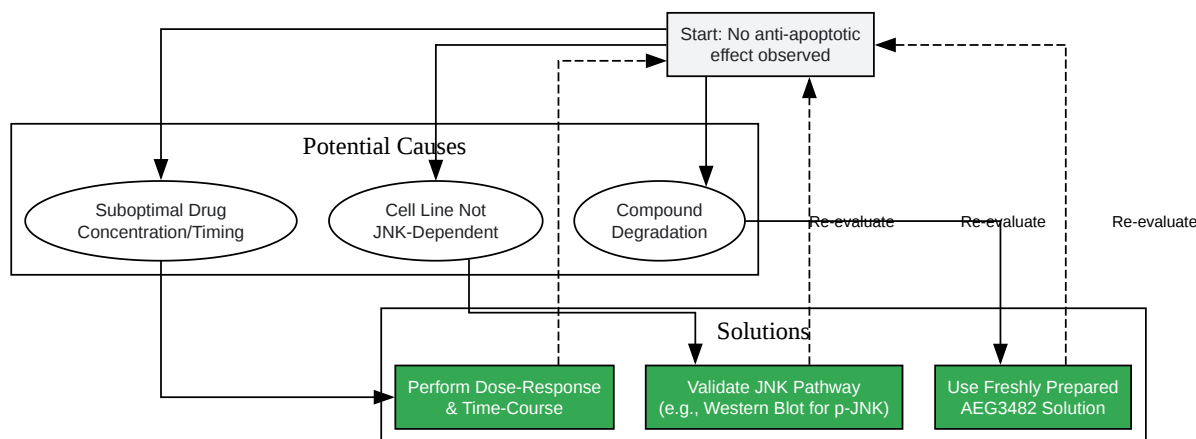 Start: No anti-apoptotic
effect observed
Potential Causes
Suboptimal Drug
Concentration/Timing
Cell Line Not
JNK-Dependent
Compound
Degradation
Re-evaluate
Re-evaluate
Re-evaluate
Solutions
Perform Dose-Response
& Time-Course
Validate JNK Pathway
(e.g., Western Blot for p-JNK)
Use Freshly Prepared
AEG3482 Solution